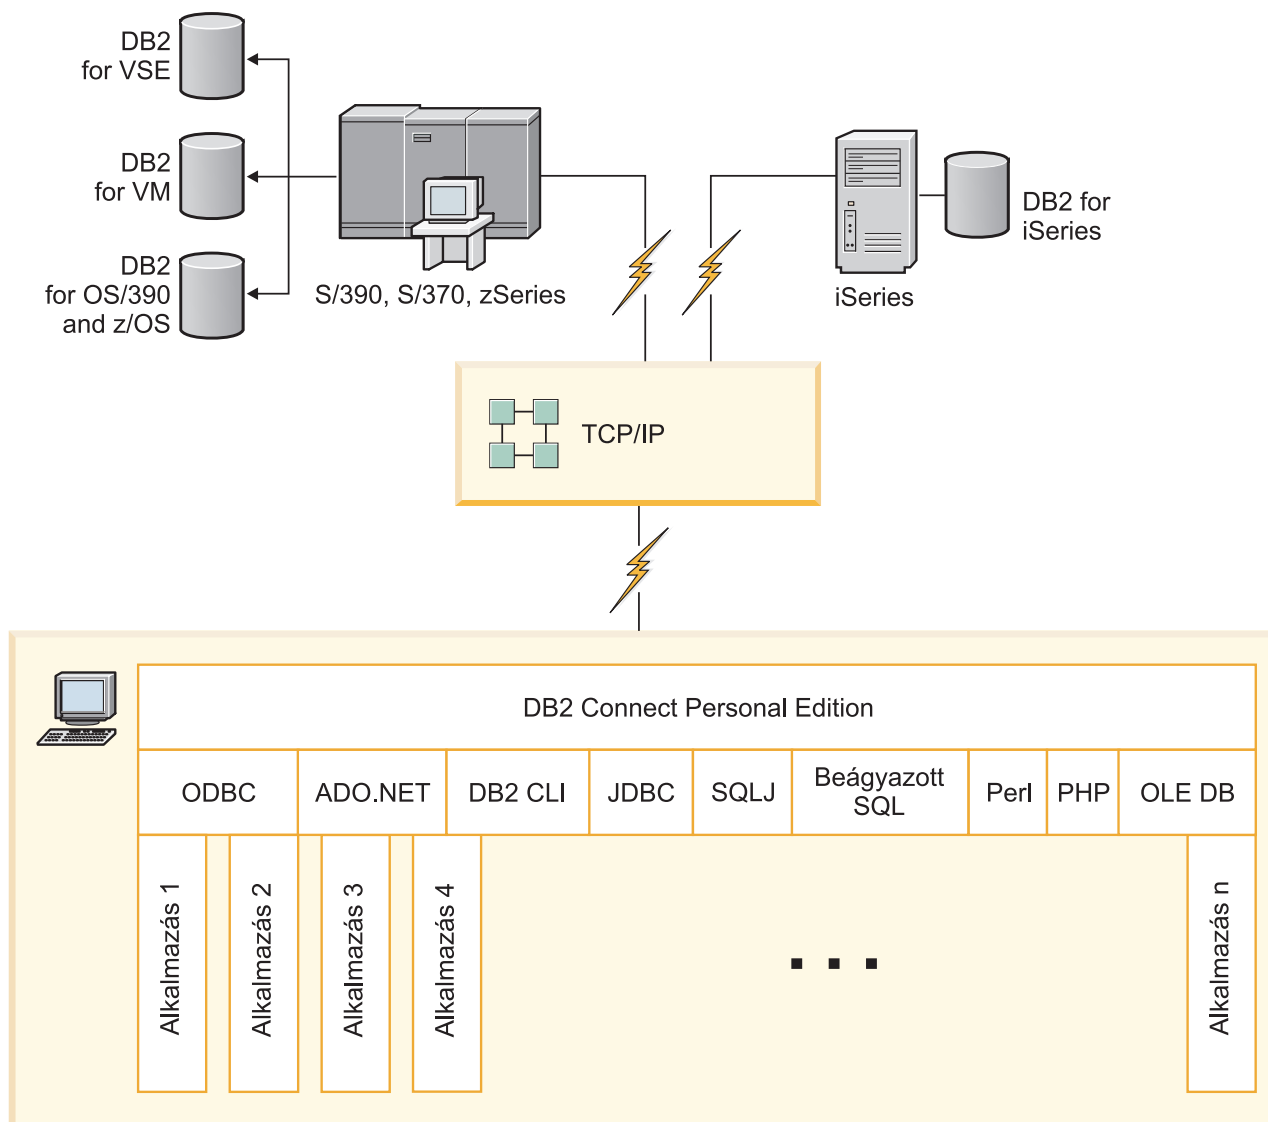 DB2
for VSE
DB2
for VM
DB2
for OS/390
and z/OS
S/390, S/370, zSeries
iSeries
DB2 for
iSeries
TCP/IP
DB2 Connect Personal Edition
ODBC
ADO.NET
DB2 CLI
JDBC
SQLJ
Beágyazott
SQL
Perl
PHP
OLE DB
Alkalmazás 1
Alkalmazás 2
Alkalmazás 3
Alkalmazás 4
Alkalmazás n